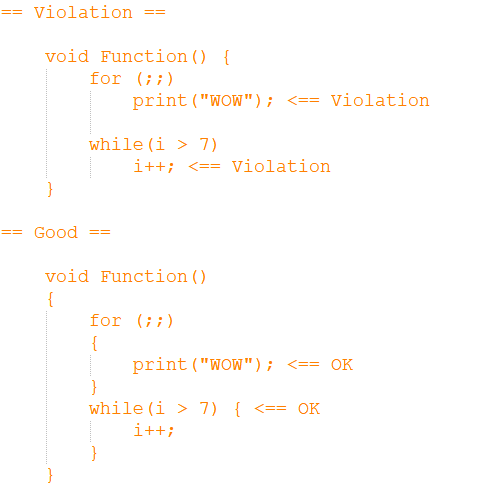 == Violation ==
void Function() {
for (;;)
print("WOW"); <== Violation
while(i > 7)
i++; <== Violation
}
== Good ==
void Function()
{
for (;;)
{
print("WOW"); <== OK
}
while(i > 7) { <== OK
i++;
}
}